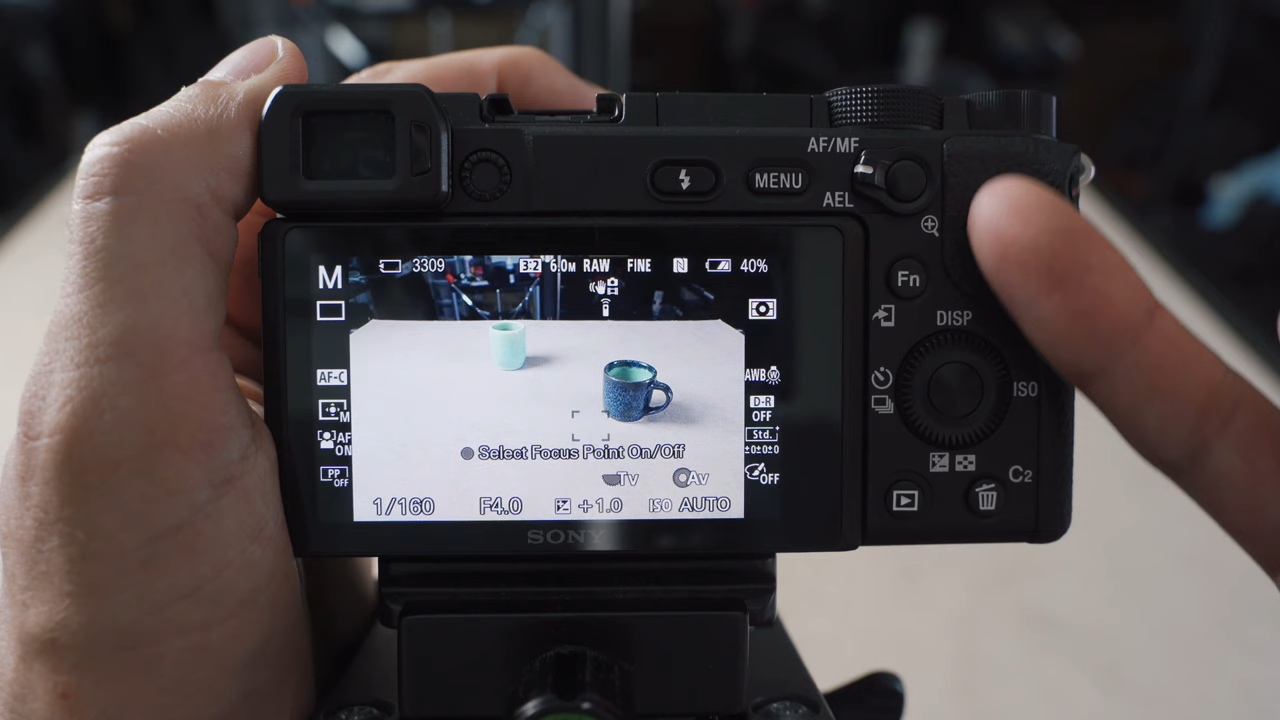 AF/MF
MENU
AEL
M 3309 3:2 6.0M RAW FINE N 40%
Fn
DISP
AF-C
AWB
ISO
M
D-R
OFF
AF
ON
Std.
±0±0±0
Select Focus Point On/Off
PP
OFF
Tv
Av
OFF
C2
1/160 F4.0 +1.0 ISO AUTO
SONY